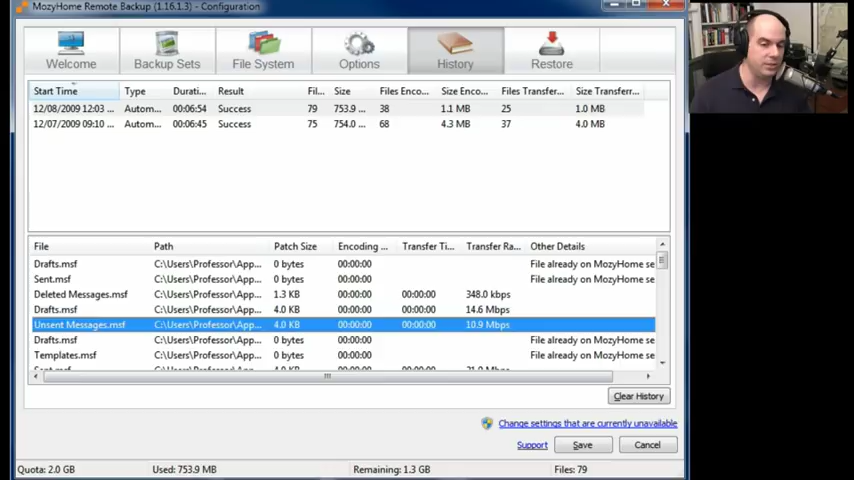 MozyHome Remote Backup (1.16.1.3) - Configuration
Welcome Backup Sets File System Options History Restore
Start Time Type Durati... Result Fil... Size Files Enco... Size Encod... Files Transfer... Size Transferr...
12/08/2009 12:03 ... Autom... 00:06:54 Success 79 753.9 ... 38 1.1 MB 25 1.0 MB
12/07/2009 09:10 ... Autom... 00:06:45 Success 75 754.0 ... 68 4.3 MB 37 4.0 MB
File Path Patch Size Encoding ... Transfer Ti... Transfer Ra... Other Details
Drafts.msf C:\Users\Professor\App... 0 bytes 00:00:00 File already on MozyHome se
Sent.msf C:\Users\Professor\App... 0 bytes 00:00:00 File already on MozyHome se
Deleted Messages.msf C:\Users\Professor\App... 1.3 KB 00:00:00 00:00:00 348.0 kbps
Drafts.msf C:\Users\Professor\App... 4.0 KB 00:00:00 00:00:00 14.6 Mbps
Unsent Messages.msf C:\Users\Professor\App... 4.0 KB 00:00:00 00:00:00 10.9 Mbps
Drafts.msf C:\Users\Professor\App... 0 bytes 00:00:00 File already on MozyHome se
Templates.msf C:\Users\Professor\App... 0 bytes 00:00:00 File already on MozyHome se
Clear History
Change settings that are currently unavailable
Support Save Cancel
Quota: 2.0 GB Used: 753.9 MB Remaining: 1.3 GB Files: 79